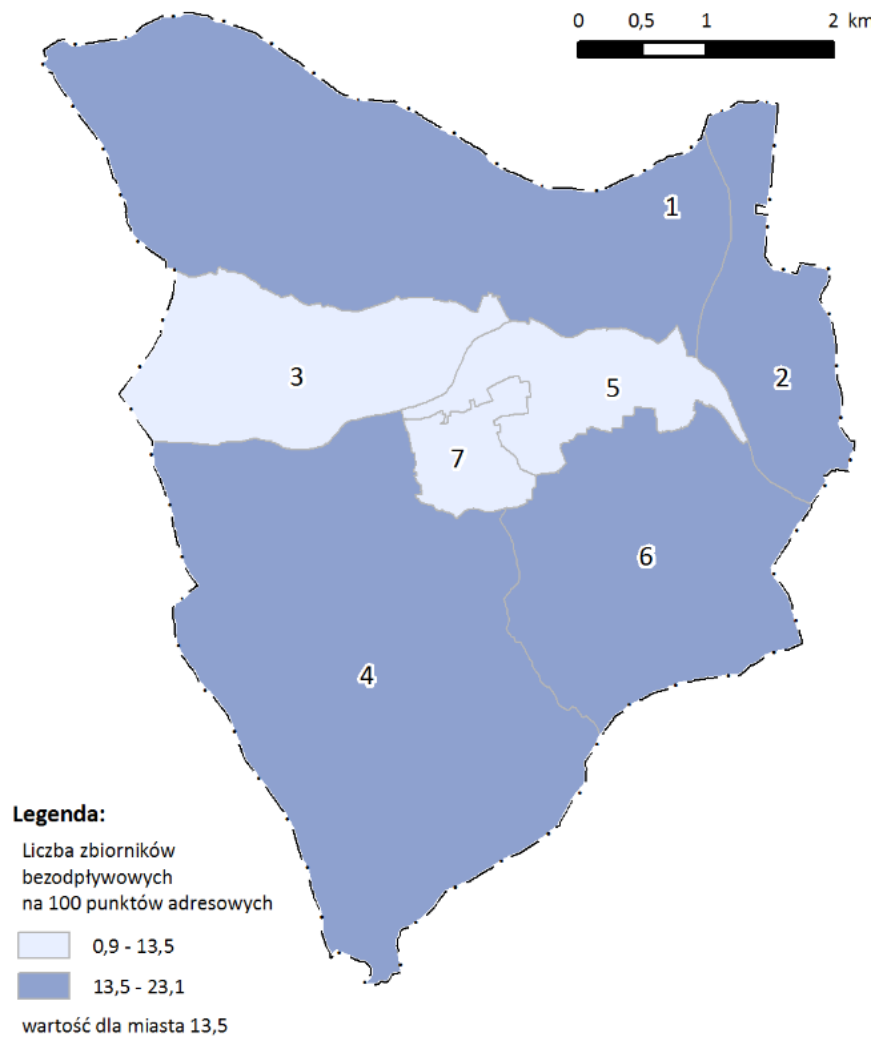 0 0,5 1 2 km
1
2
3
5
7
6
4
Legenda:
Liczba zbiorników
bezodpływowych
na 100 punktów adresowych
0,9 - 13,5
13,5 - 23,1
wartość dla miasta 13,5